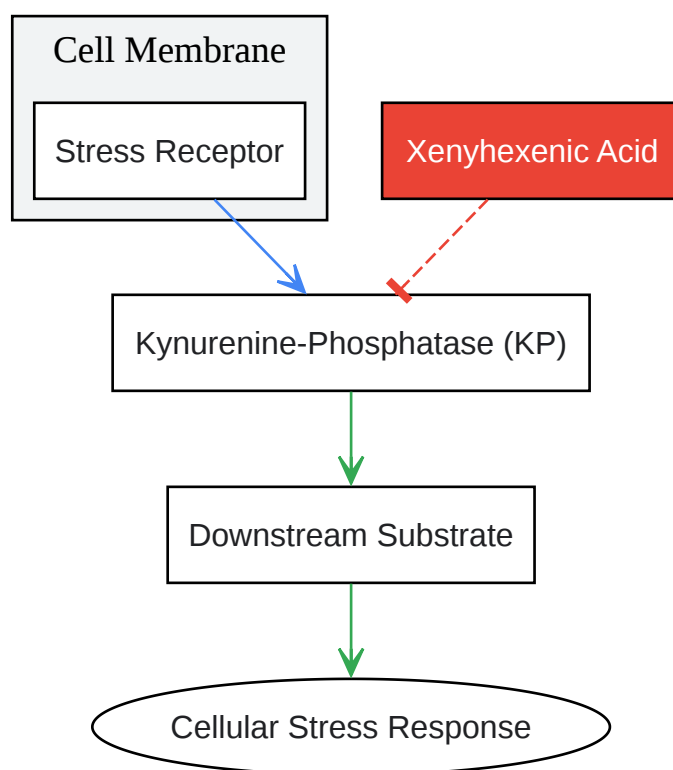 Cell Membrane
Stress Receptor
Xenyhexenic Acid
Kynurenine-Phosphatase (KP)
Downstream Substrate
Cellular Stress Response